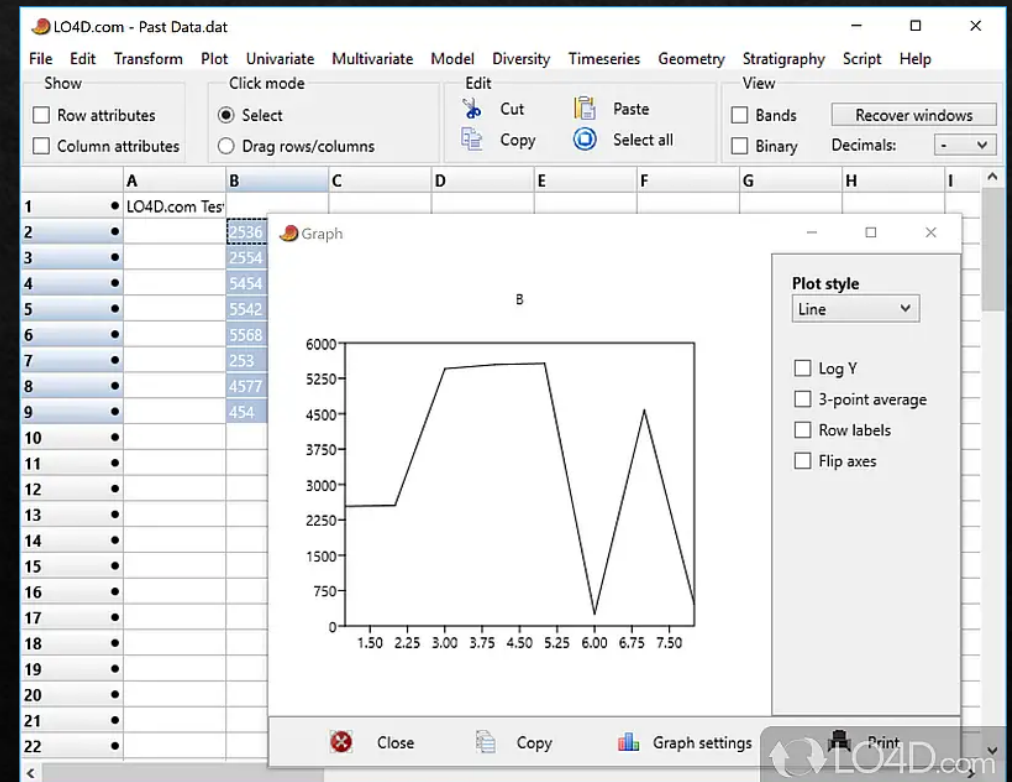 LO4D.com - Past Data.dat
File Edit Transform Plot Univariate Multivariate Model Diversity Timeseries Geometry Stratigraphy Script Help
Show Click mode Edit View
Row attributes Select Cut Paste Bands Recover windows
Column attributes Drag rows/columns Copy Select all Binary Decimals: -
A B C D E F G H I
1 LO4D.com Tes
2 2536
3 2554
4 5454
5 5542
6 5568
7 253
8 4577
9 454
10
11
12
13
14
15
16
17
18
19
20
21
22
Graph
B
6000
5250
4500
3750
3000
2250
1500
750
0
1.50 2.25 3.00 3.75 4.50 5.25 6.00 6.75 7.50
Plot style
Line
Log Y
3-point average
Row labels
Flip axes
Close Copy Graph settings Print
LO4D.com